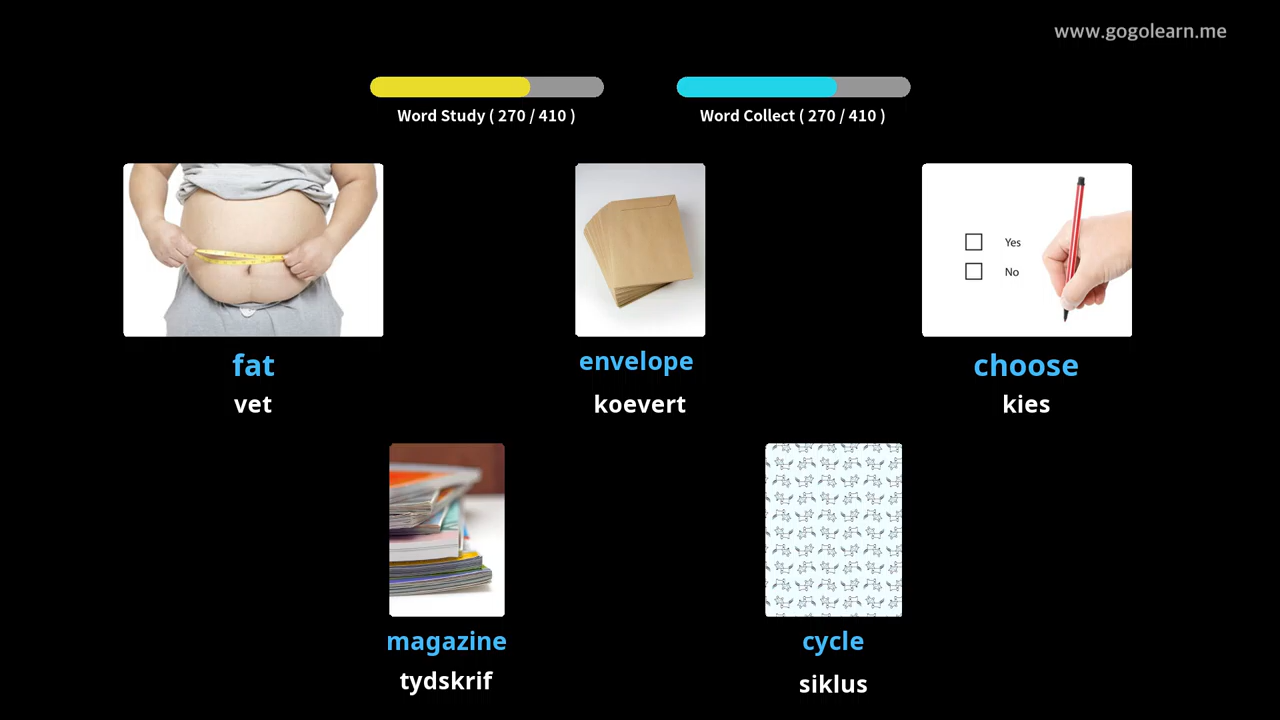 www.gogolearn.me
Word Study ( 270 / 410 )
Word Collect ( 270 / 410 )
Yes
No
fat
envelope
choose
vet
koevert
kies
magazine
cycle
tydskrif
siklus